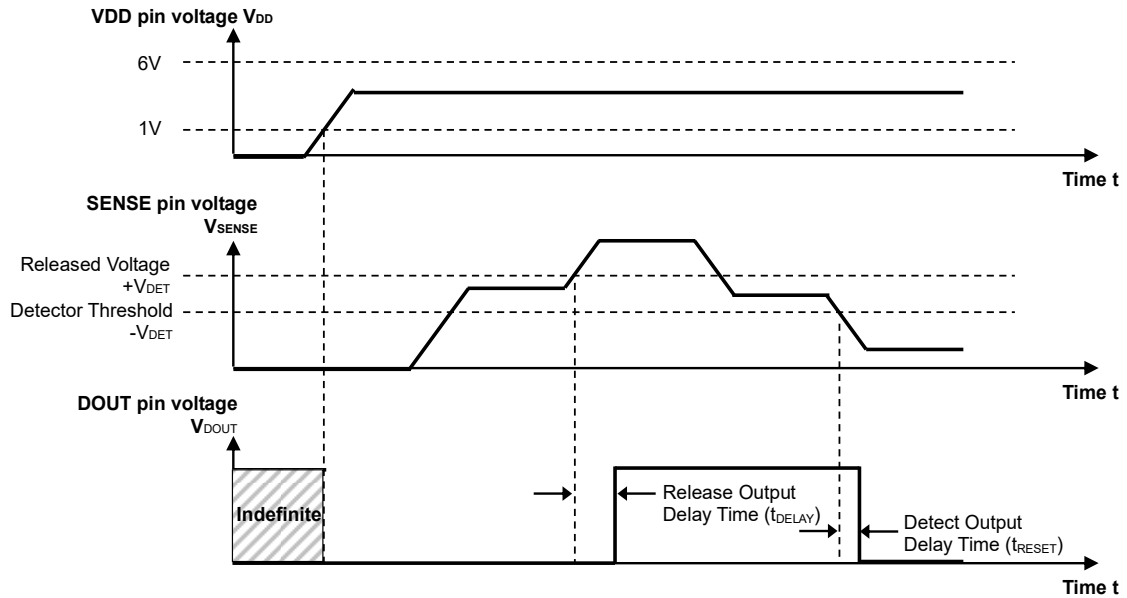 VDD pin voltage VDD
6V
1V
Time t
SENSE pin voltage
VSENSE
Released Voltage
+VDET
Detector Threshold
-VDET
Time t
DOUT pin voltage
VDOUT
Indefinite
Release Output
Delay Time (tDELAY)
Detect Output
Delay Time (tRESET)
Time t